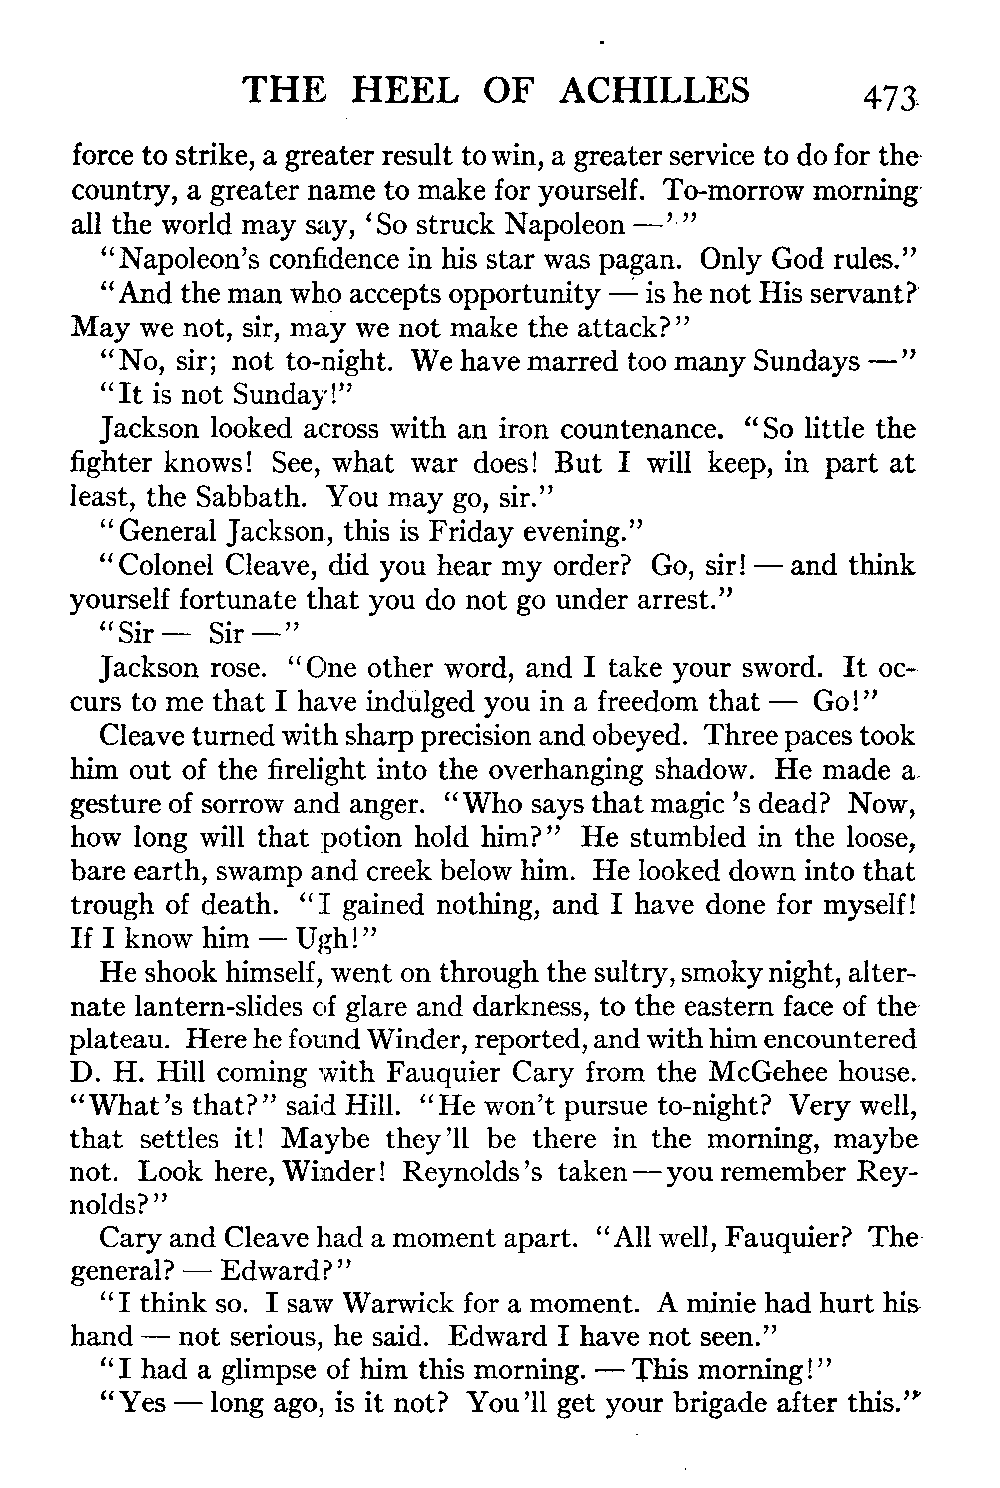 THE HEEL OF ACHILLES 473
force to strike, a greater result to win, a greater service to do for the
country, a greater name to make for yourself. To-morrow morning
all the world may say, ‘So struck Napoleon —’”
“Napoleon’s confidence in his star was pagan. Only God rules.”
“And the man who accepts opportunity — is he not His servant?
May we not, sir, may we not make the attack?”
“No, sir; not to-night. We have marred too many Sundays —”
“It is not Sunday!”
Jackson looked across with an iron countenance. “So little the
fighter knows! See, what war does! But I will keep, in part at
least, the Sabbath. You may go, sir.”
“General Jackson, this is Friday evening.”
“Colonel Cleave, did you hear my order? Go, sir! — and think
yourself fortunate that you do not go under arrest.”
“Sir — Sir —”
Jackson rose. “One other word, and I take your sword. It oc-
curs to me that I have indulged you in a freedom that — Go!”
Cleave turned with sharp precision and obeyed. Three paces took
him out of the firelight into the overhanging shadow. He made a
gesture of sorrow and anger. “Who says that magic ’s dead? Now,
how long will that potion hold him?” He stumbled in the loose,
bare earth, swamp and creek below him. He looked down into that
trough of death. “I gained nothing, and I have done for myself!
If I know him — Ugh!”
He shook himself, went on through the sultry, smoky night, alter-
nate lantern-slides of glare and darkness, to the eastern face of the
plateau. Here he found Winder, reported, and with him encountered
D. H. Hill coming with Fauquier Cary from the McGehee house.
“What’s that?” said Hill. “He won’t pursue to-night? Very well,
that settles it! Maybe they’ll be there in the morning, maybe
not. Look here, Winder! Reynolds’s taken — you remember Rey-
nolds?”
Cary and Cleave had a moment apart. “All well, Fauquier? The
general? — Edward?”
“I think so. I saw Warwick for a moment. A minie had hurt his
hand — not serious, he said. Edward I have not seen.”
“I had a glimpse of him this morning. — This morning!”
“Yes — long ago, is it not? You’ll get your brigade after this.”